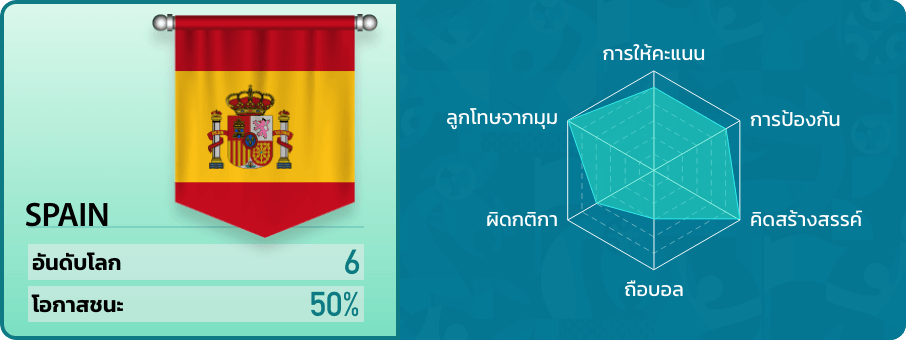 SPAIN
อันดับโลก 6
โอกาสชนะ 50%
การให้คะแนน
ลูกโทษจากมุม
การป้องกัน
ผิดกติกา
คิดสร้างสรรค์
ถือบอล